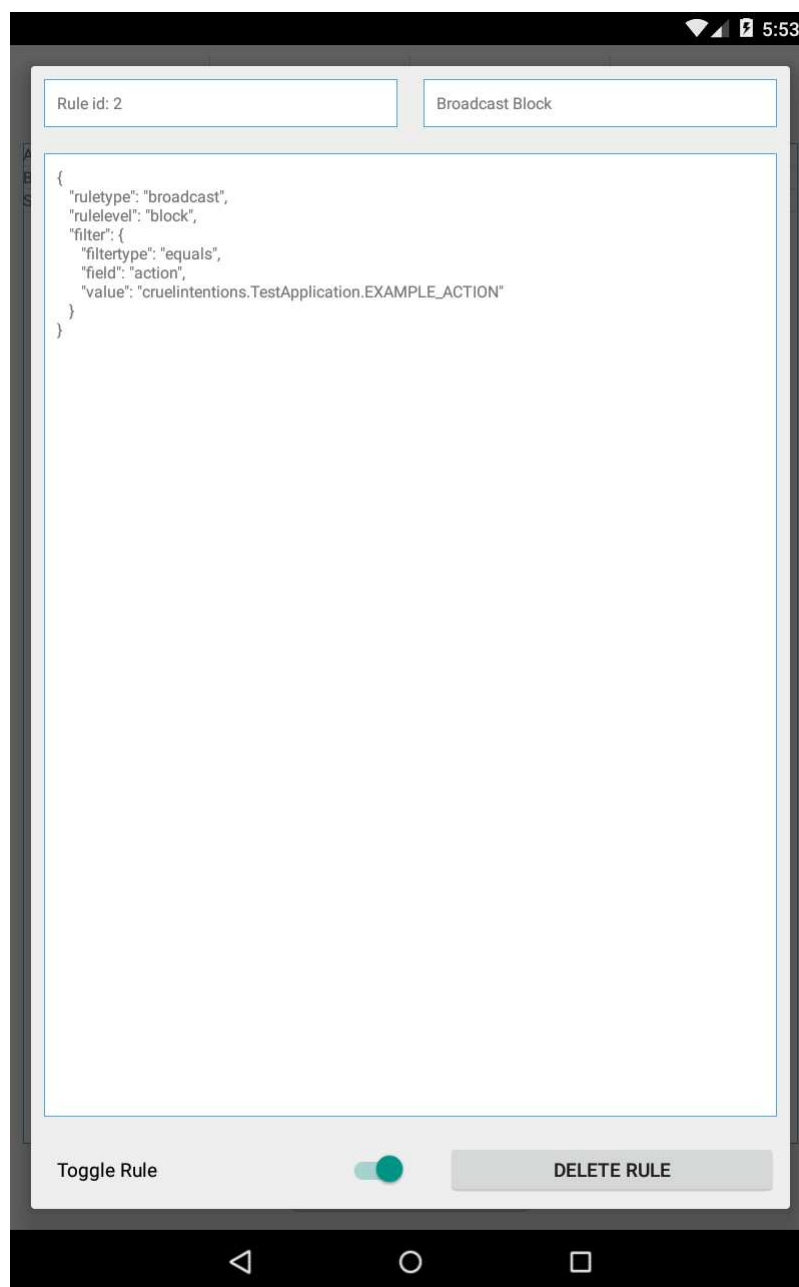 5:53
Rule id: 2
Broadcast Block
A
B
S
{
"ruletype": "broadcast",
"rulelevel": "block",
"filter": {
"filtertype": "equals",
"field": "action",
"value": "cruelintentions.TestApplication.EXAMPLE_ACTION"
}
}
Toggle Rule
DELETE RULE